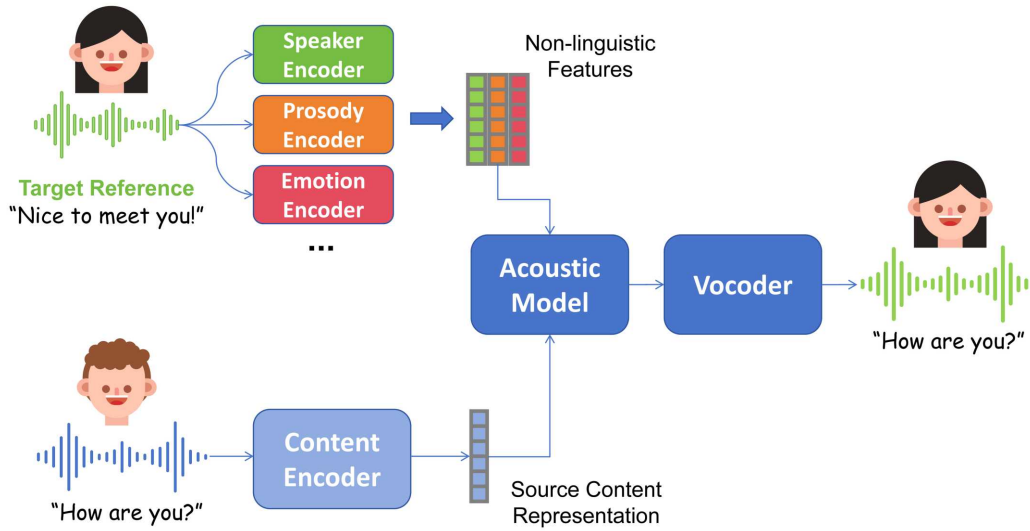 Speaker
Encoder
Prosody
Encoder
Emotion
Encoder
...
Non-linguistic
Features
Target Reference
“Nice to meet you!”
Acoustic
Model
Vocoder
“How are you?”
Content
Encoder
“How are you?”
Source Content
Representation